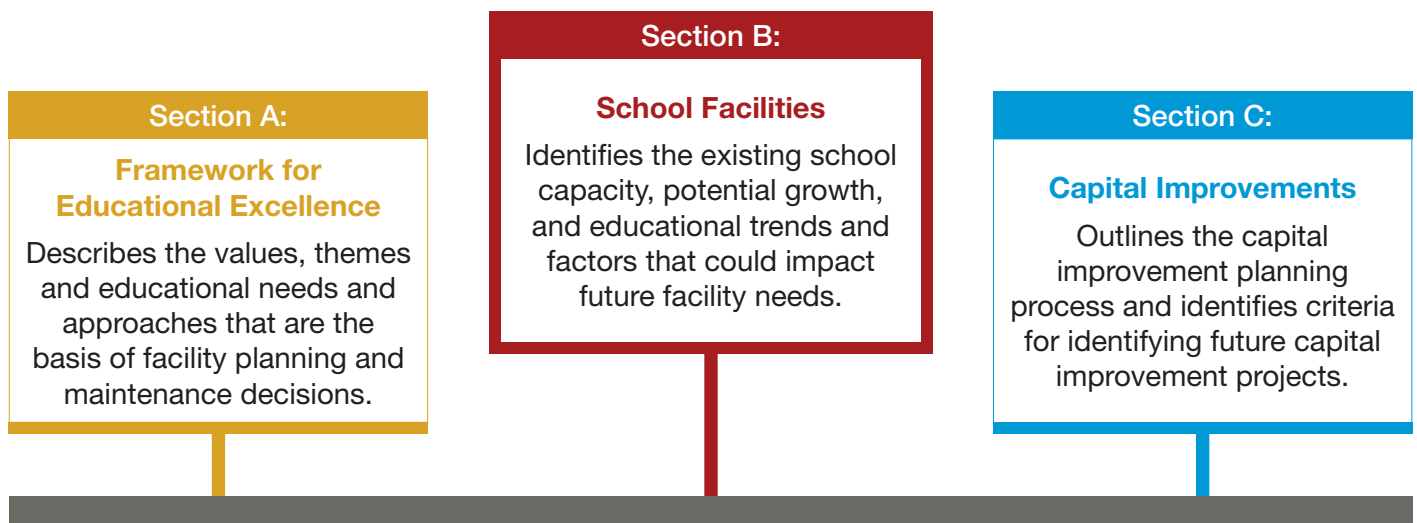 Section A:
Framework for
Educational Excellence
Describes the values, themes
and educational needs and
approaches that are the
basis of facility planning and
maintenance decisions.
Section B:
School Facilities
Identifies the existing school
capacity, potential growth,
and educational trends and
factors that could impact
future facility needs.
Section C:
Capital Improvements
Outlines the capital
improvement planning
process and identifies criteria
for identifying future capital
improvement projects.